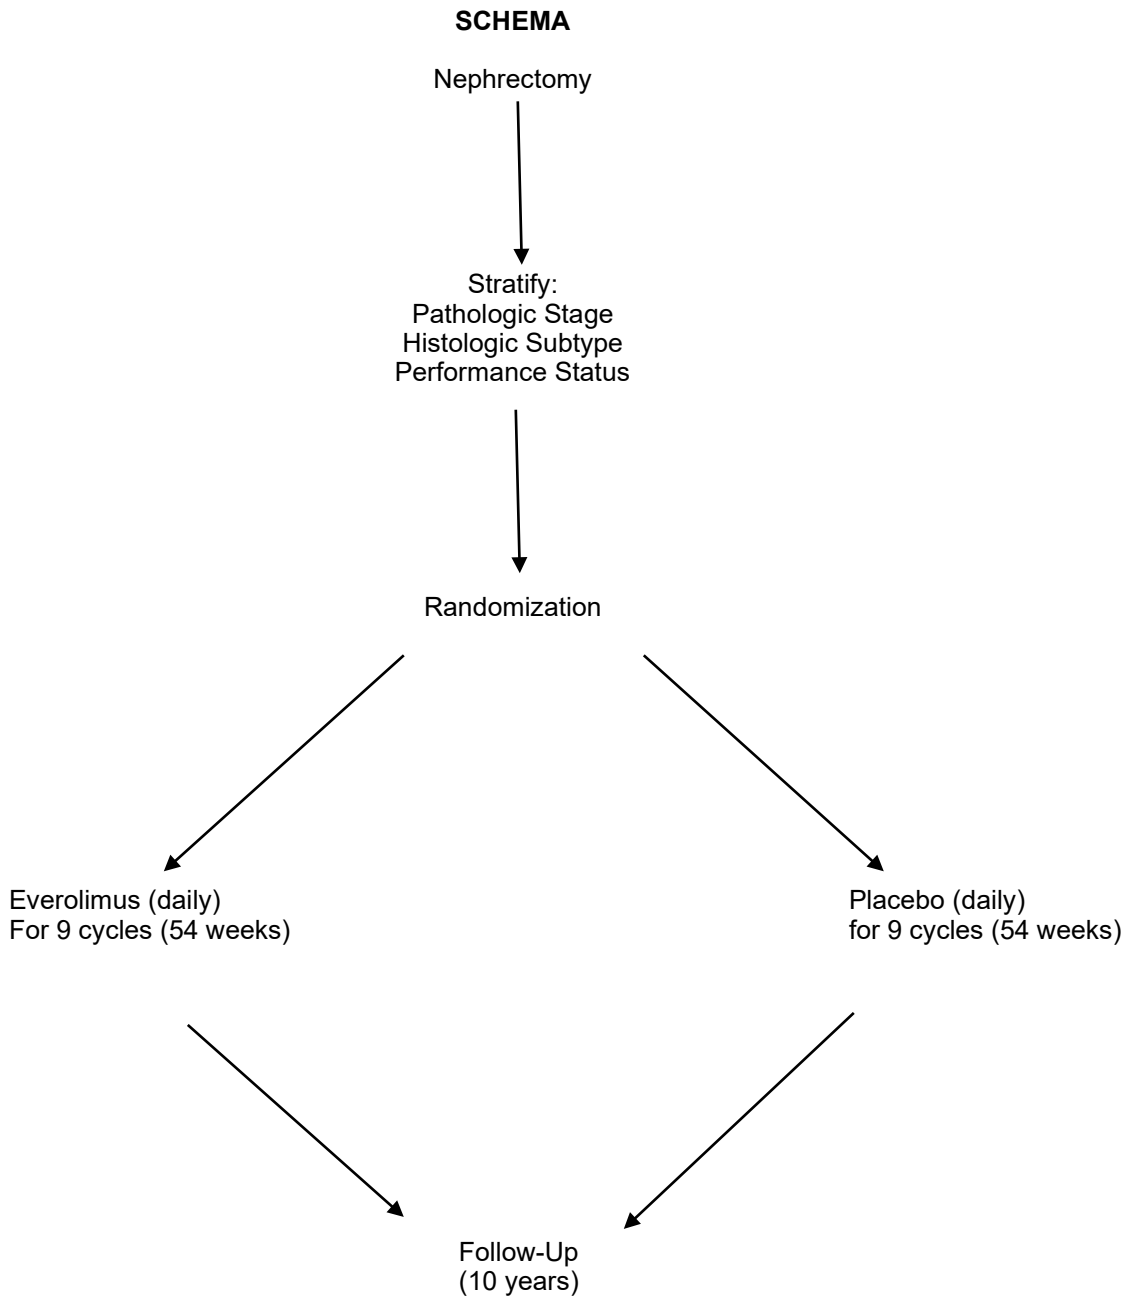 SCHEMA
Nephrectomy
Stratify:
Pathologic Stage
Histologic Subtype
Performance Status
Randomization
Everolimus (daily)
For 9 cycles (54 weeks)
Placebo (daily)
for 9 cycles (54 weeks)
Follow-Up
(10 years)